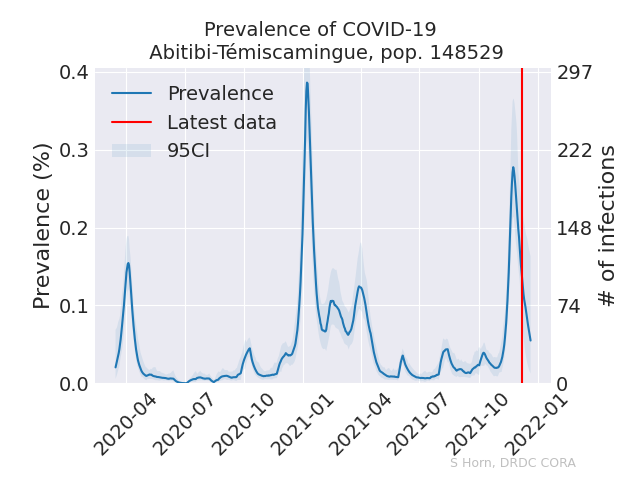 Prevalence of COVID-19
Abitibi-Témiscamingue, pop. 148529
Prevalence (%)
0.4
0.3
0.2
0.1
0.0
Prevalence
Latest data
95CI
297
222
148
74
0
# of infections
2020-04
2020-07
2020-10
2021-01
2021-04
2021-07
2021-10
2022-01
S Horn, DRDC CORA